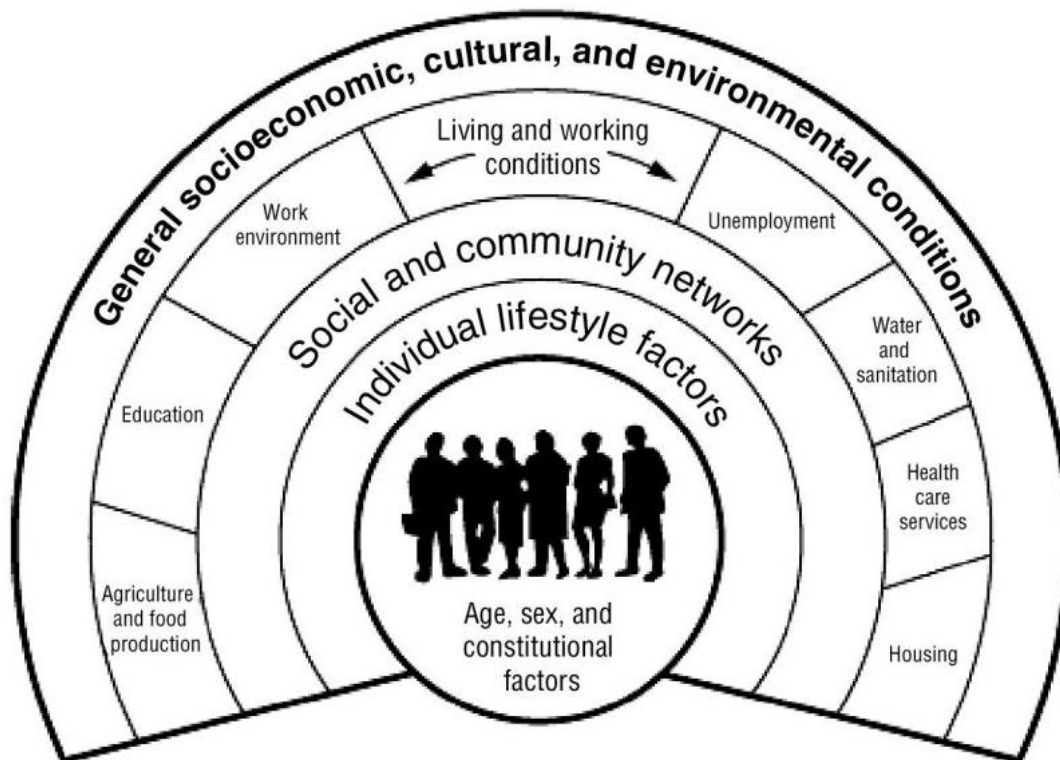 General socioeconomic, cultural, and environmental conditions
Living and working
conditions
Work
environment
Unemployment
Social and community networks
Individual lifestyle factors
Water
and
sanitation
Education
Health
care
services
Agriculture
and food
production
Housing
Age, sex, and
constitutional
factors